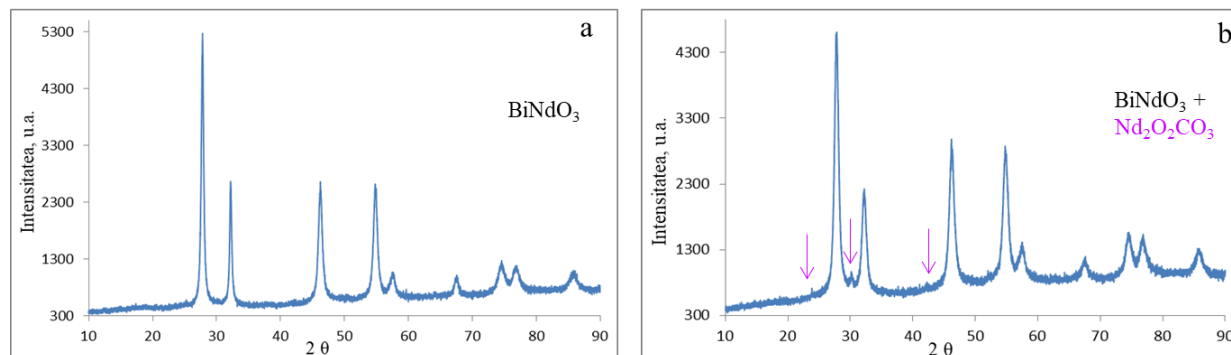 a
5300
4300
3300
2300
1300
300
Intensitatea, u.a.
BiNdO₃
10 20 30 40 50 60 70 80 90
2 θ
b
4300
3300
2300
1300
300
Intensitatea, u.a.
BiNdO₃ +
Nd₂O₂CO₃
10 20 30 40 50 60 70 80 90
2 θ